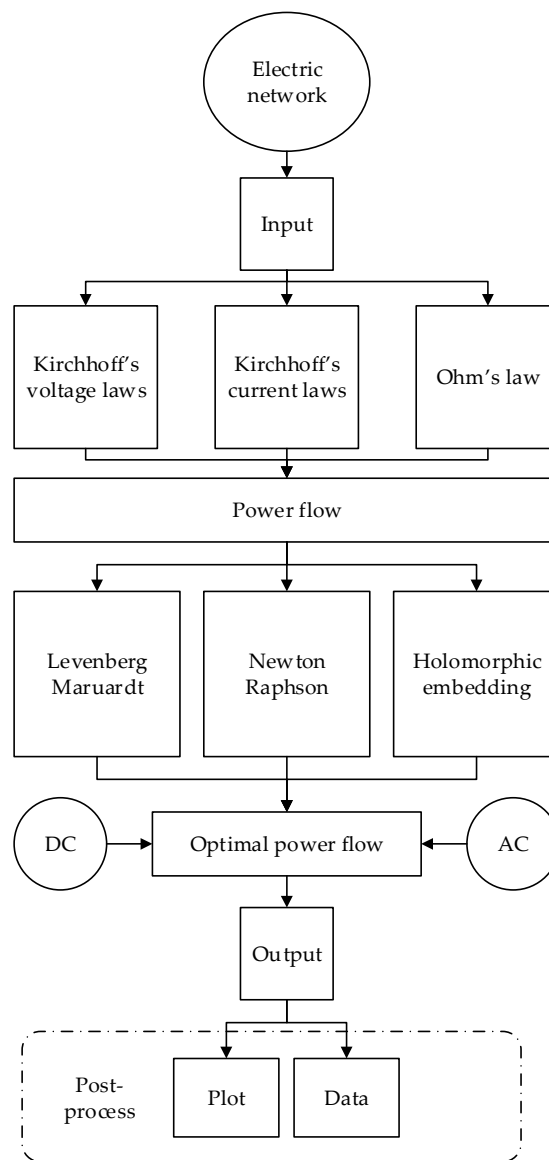 Electric
network
Input
Kirchhoff's
voltage laws
Kirchhoff's
current laws
Ohm's law
Power flow
Levenberg
Maruardt
Newton
Raphson
Holomorphic
embedding
DC
Optimal power flow
AC
Output
Post-
process
Plot
Data